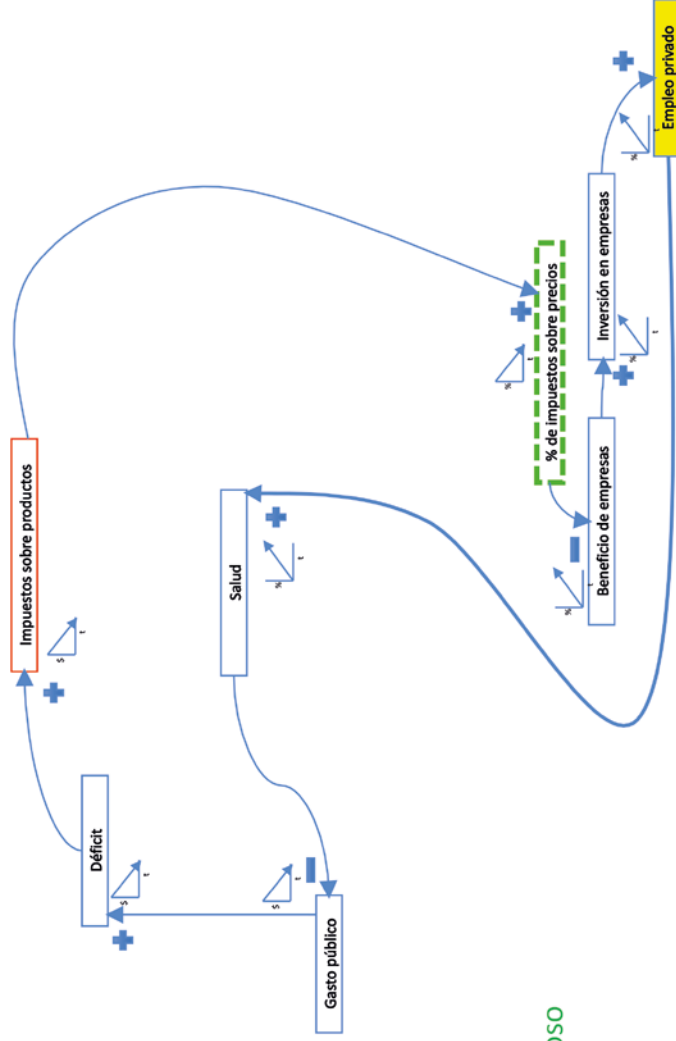 Impuestos sobre productos
$
t
Déficit
$
t
Salud
%
t
$
t
Gasto público
%
t
% de impuestos sobre precios
%
t
Beneficio de empresas
Inversión en empresas
%
t
%
t
Empleo privado
OSO